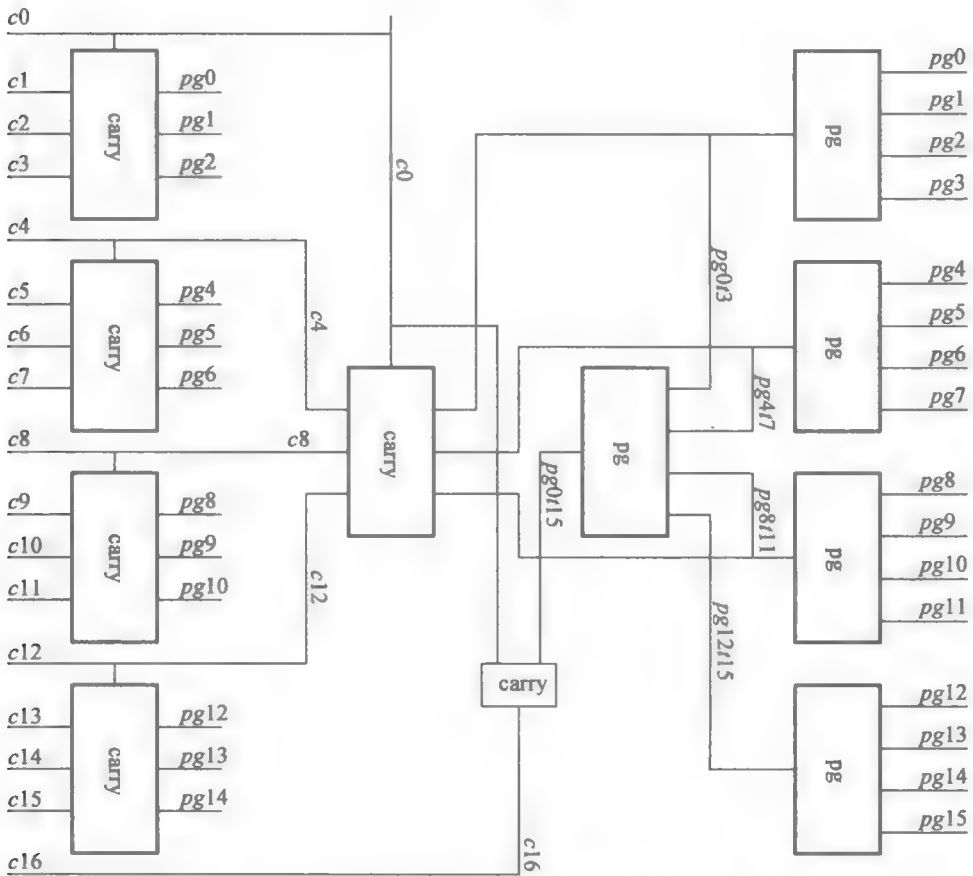 c0
c1
c2
c3
carry
pg0
pg1
pg2
c4
c5
c6
c7
carry
pg4
pg5
pg6
c8
c9
c10
c11
carry
pg8
pg9
pg10
c12
c13
c14
c15
carry
pg12
pg13
pg14
c16
c0
c4
c8
c12
carry
pg0t3
pg4t7
pg8t11
pg12t15
pg
pg0t15
carry
c16
pg
pg0
pg1
pg2
pg3
pg
pg4
pg5
pg6
pg7
pg
pg8
pg9
pg10
pg11
pg
pg12
pg13
pg14
pg15